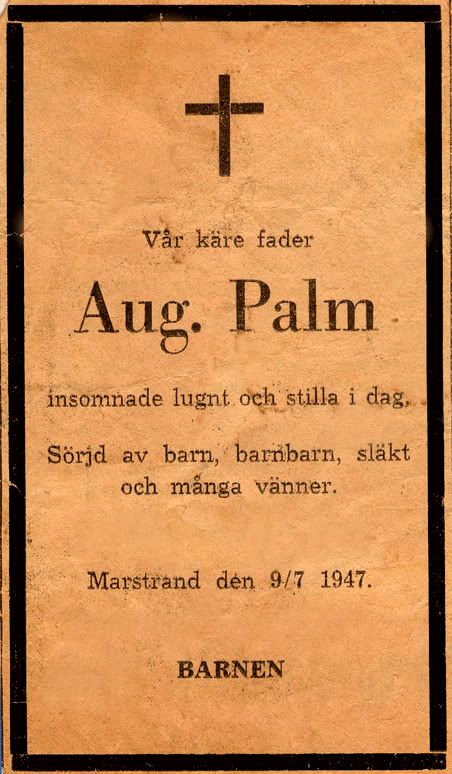 Vår käre fader
Aug. Palm
insomnade lugnt och stilla i dag.
Sörjd av barn, barnbarn, släkt
och många vänner.
Marstrand den 9/7 1947.
BARNEN